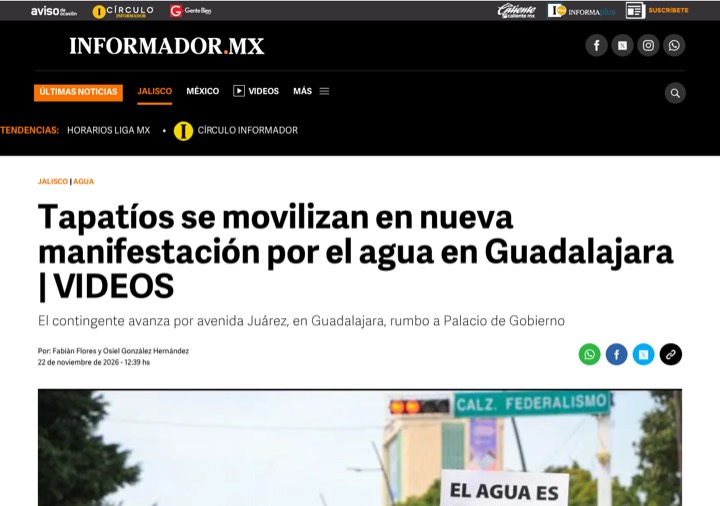 aviso de ocasión CÍRCULO INFORMADOR Gente Bien Caliente caliente.mx INFORMAplus SUSCRÍBETE
INFORMADOR.MX
ÚLTIMAS NOTICIAS JALISCO MÉXICO VIDEOS MÁS
TENDENCIAS: HORARIOS LIGA MX • CÍRCULO INFORMADOR
JALISCO | AGUA
Tapatíos se movilizan en nueva
manifestación por el agua en Guadalajara
| VIDEOS
El contingente avanza por avenida Juárez, en Guadalajara, rumbo a Palacio de Gobierno
Por: Fabián Flores y Osiel González Hernández
22 de noviembre de 2026 - 12:39 hs
CALZ. FEDERALISMO
EL AGUA ES